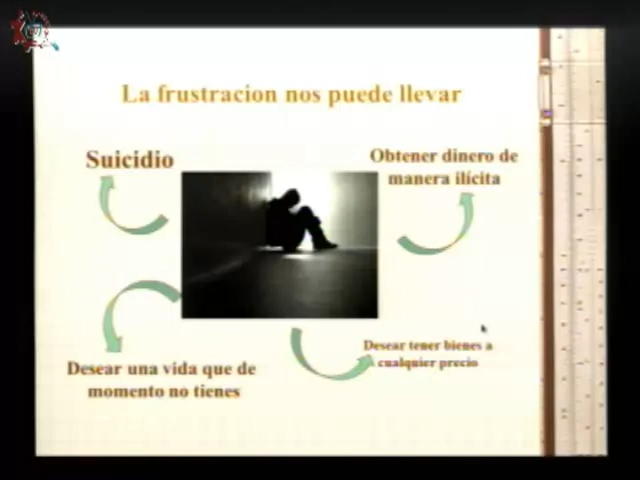 La frustracion nos puede llevar
Suicidio
Obtener dinero de
manera ilícita
Desear una vida que de
momento no tienes
Desear tener bienes a
cualquier precio